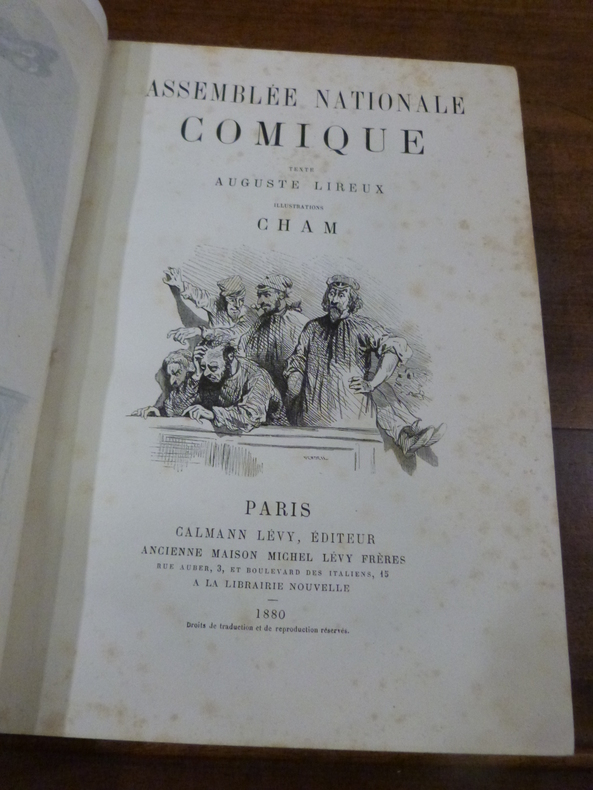 ASSEMBLÉE NATIONALE
COMIQUE
TEXTE
AUGUSTE LIREUX
ILLUSTRATIONS
CHAM
PARIS
CALMANN LÉVY, ÉDITEUR
ANCIENNE MAISON MICHEL LÉVY FRÈRES
RUE AUBER, 3, ET BOULEVARD DES ITALIENS, 15
A LA LIBRAIRIE NOUVELLE
1880
Droits de traduction et de reproduction réservés.